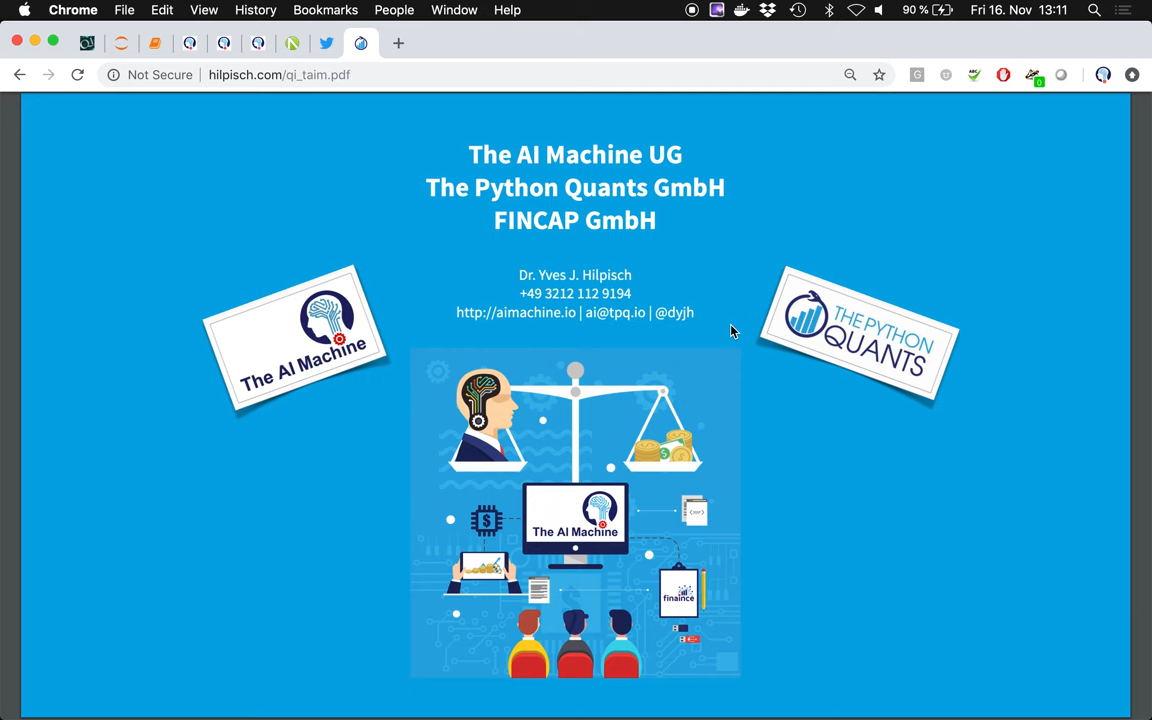 Chrome File Edit View History Bookmarks People Window Help 90 % Fri 16. Nov 13:11
Not Secure hilpisch.com/qi_taim.pdf
The AI Machine UG
The Python Quants GmbH
FINCAP GmbH
Dr. Yves J. Hilpisch
+49 3212 112 9194
http://aimachine.io | ai@tpq.io | @dyjh
The AI Machine
THE PYTHON
QUANTS
The AI Machine
finaince